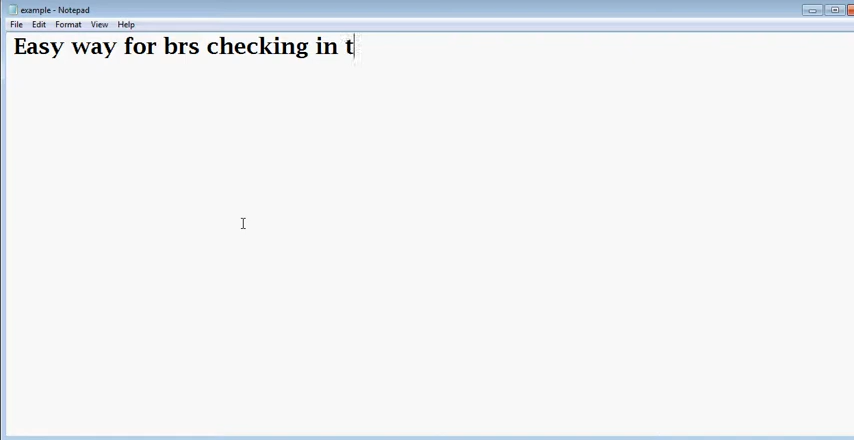 example - Notepad
File Edit Format View Help
Easy way for brs checking in t